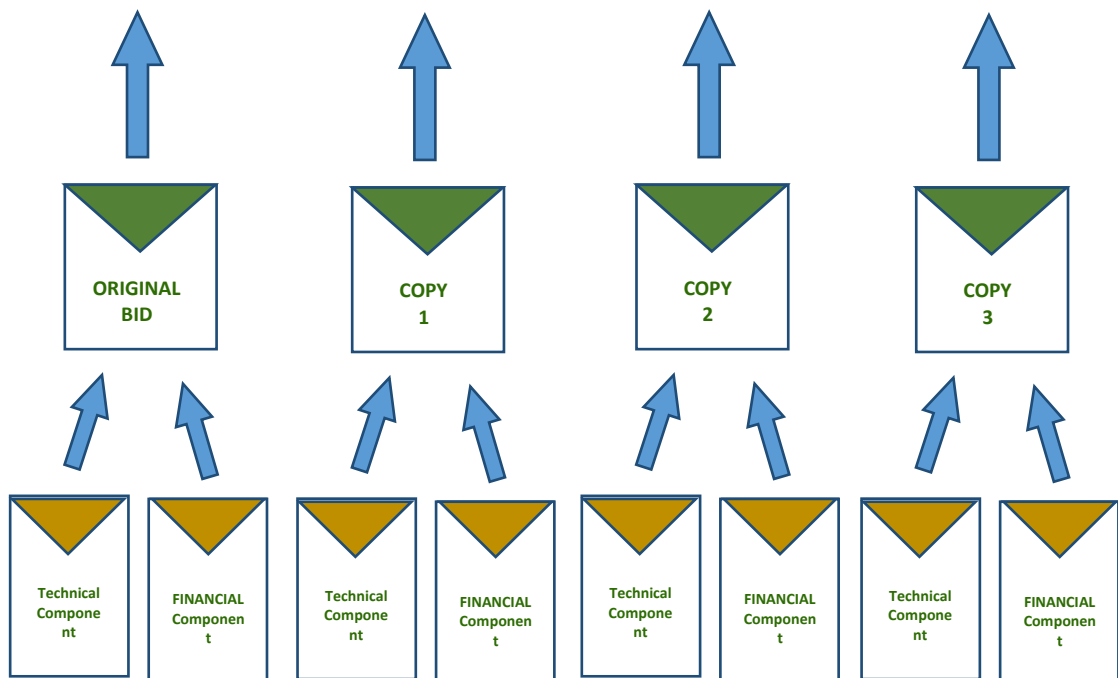 ORIGINAL
BID
COPY
1
COPY
2
COPY
3
Technical
Compone
nt
FINANCIAL
Componen
t
Technical
Compone
nt
FINANCIAL
Componen
t
Technical
Compone
nt
FINANCIAL
Componen
t
Technical
Compone
nt
FINANCIAL
Componen
t